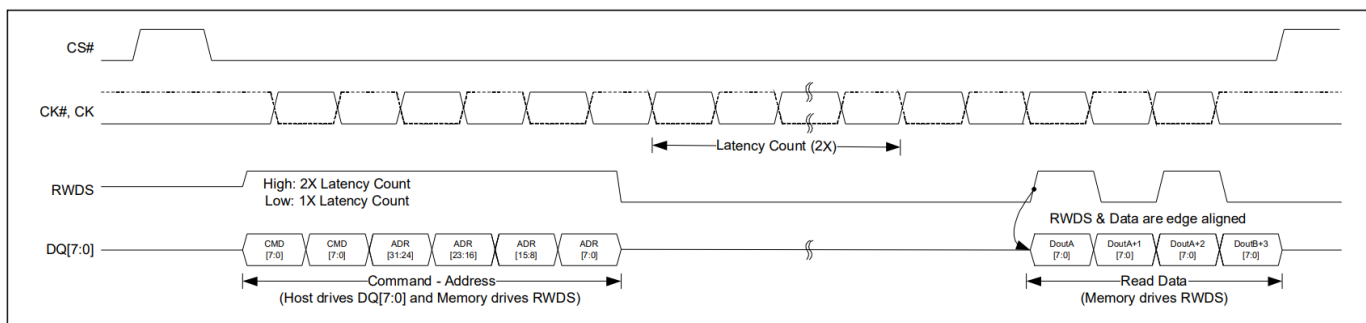 CS#
CK#, CK
Latency Count (2X)
RWDS
High: 2X Latency Count
Low: 1X Latency Count
RWDS & Data are edge aligned
DQ[7:0]
CMD
[7:0]
CMD
[7:0]
ADR
[31:24]
ADR
[23:16]
ADR
[15:8]
ADR
[7:0]
DoutA
[7:0]
DoutA+1
[7:0]
DoutA+2
[7:0]
DoutB+3
[7:0]
Command - Address
(Host drives DQ[7:0] and Memory drives RWDS)
Read Data
(Memory drives RWDS)